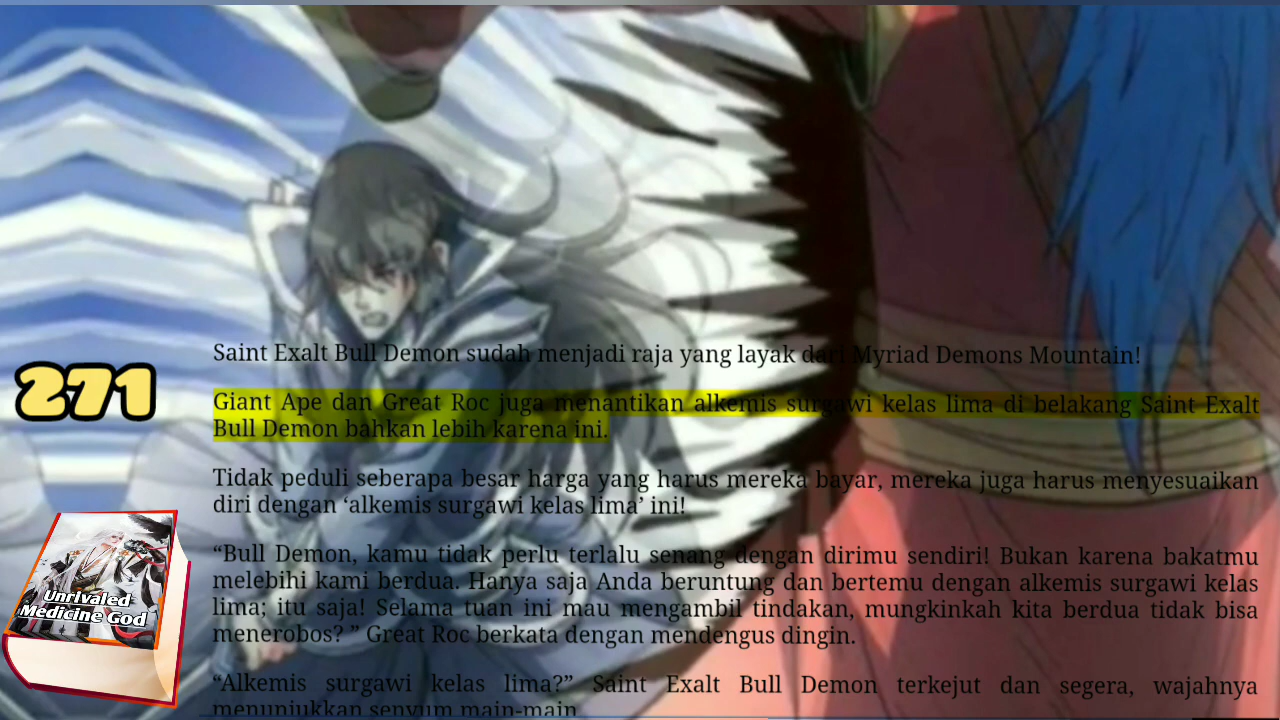 Saint Exalt Bull Demon sudah menjadi raja yang layak dari Myriad Demons Mountain!
271
Giant Ape dan Great Roc juga menantikan alkemis surgawi kelas lima di belakang Saint Exalt
Bull Demon bahkan lebih karena ini.
Tidak peduli seberapa besar harga yang harus mereka bayar, mereka juga harus menyesuaikan
diri dengan ‘alkemis surgawi kelas lima’ ini!
“Bull Demon, kamu tidak perlu terlalu senang dengan dirimu sendiri! Bukan karena bakatmu
melebihi kami berdua. Hanya saja Anda beruntung dan bertemu dengan alkemis surgawi kelas
lima; itu saja! Selama tuan ini mau mengambil tindakan, mungkinkah kita berdua tidak bisa
menerobos? ” Great Roc berkata dengan mendengus dingin.
Unrivaled
Medicine God
“Alkemis surgawi kelas lima?” Saint Exalt Bull Demon terkejut dan segera, wajahnya
menunjukkan senyum main-main